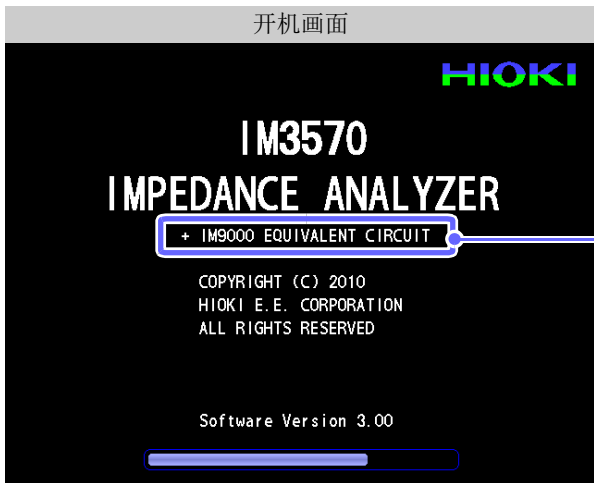 开机画面
HIOKI
IM3570
IMPEDANCE ANALYZER
+ IM9000 EQUIVALENT CIRCUIT
COPYRIGHT (C) 2010
HIOKI E.E. CORPORATION
ALL RIGHTS RESERVED
Software Version 3.00